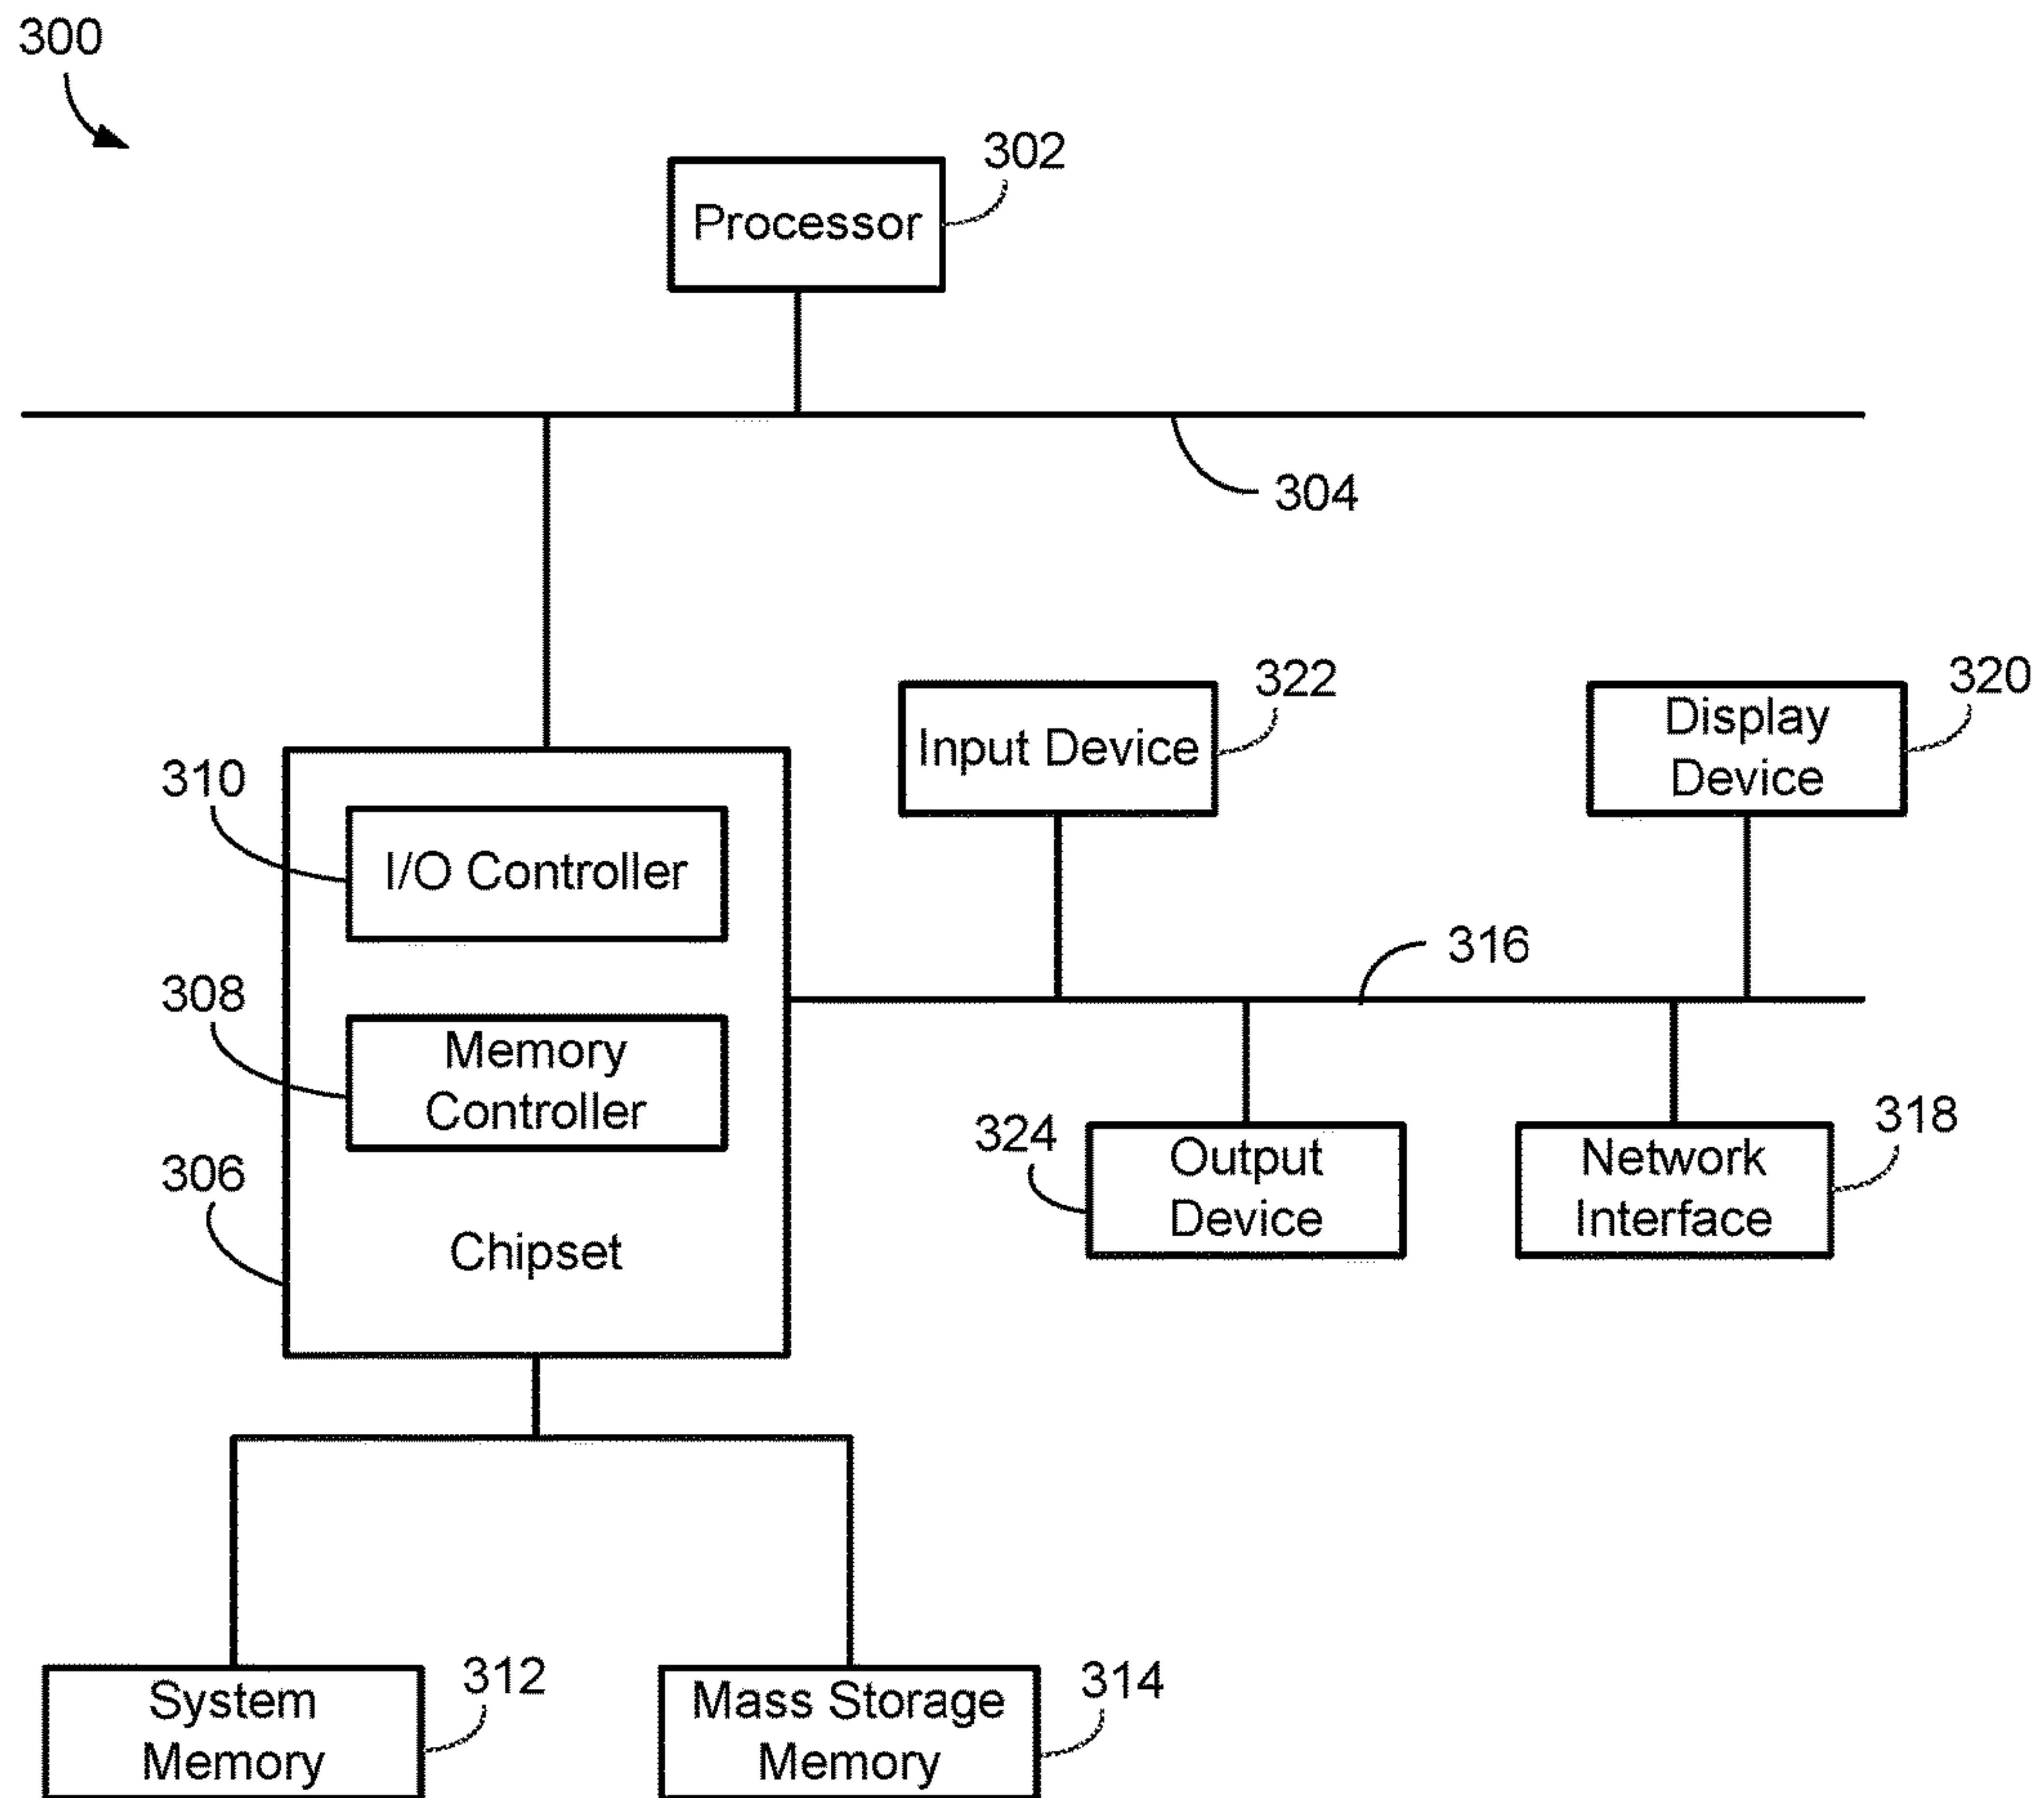 300
302
Processor
304
322
320
Input Device
Display
Device
310
I/O Controller
316
308
Memory
Controller
324
Output
Device
318
Network
Interface
306
Chipset
312
System
Memory
314
Mass Storage
Memory